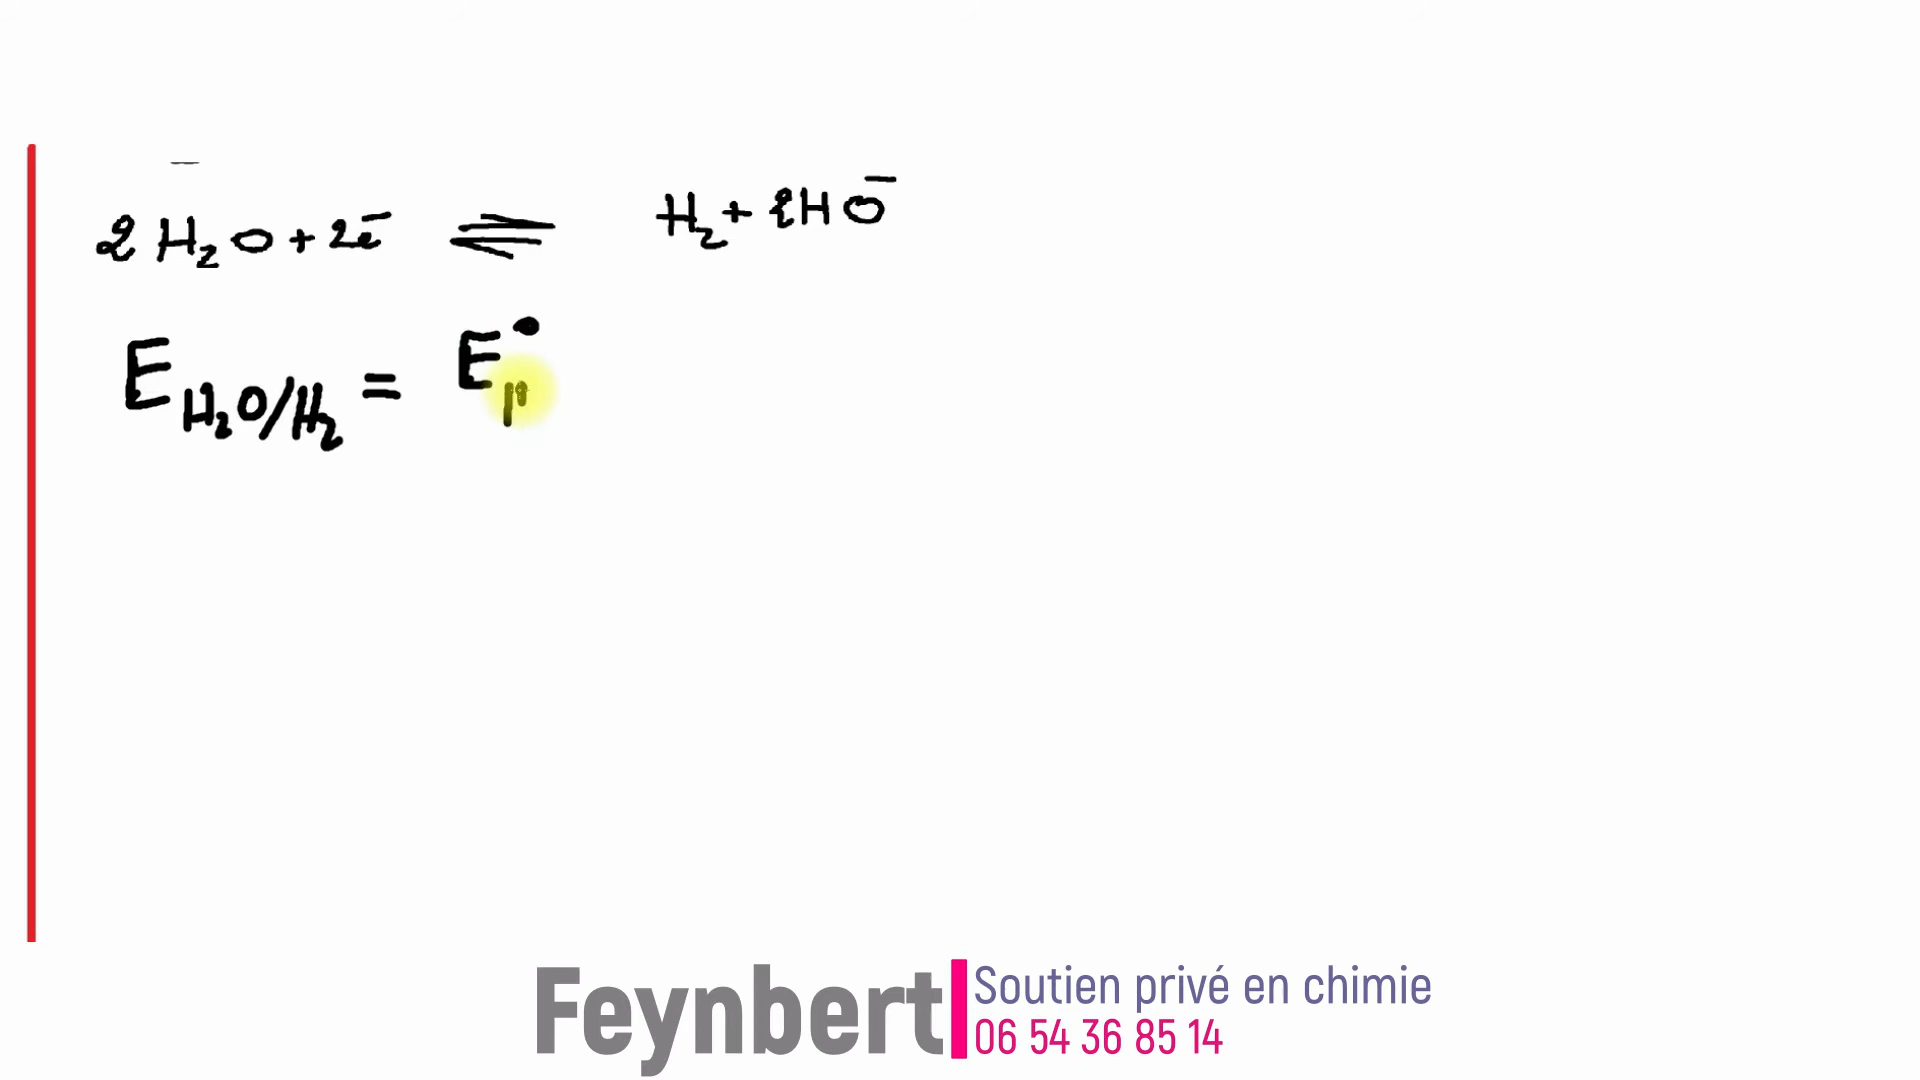 2 H₂O + 2e⁻ ⇌ H₂ + 2HO⁻
E H₂O/H₂ = E°
Feynbert
Soutien privé en chimie
06 54 36 85 14